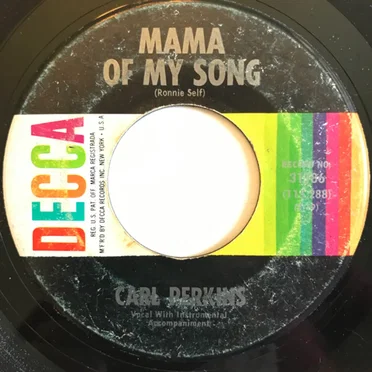 MAMA
OF MY SONG
(Ronnie Self)
DECCA
REG. U.S. PAT. OFF. MARCA REGISTRADA
M'F'R'D BY DECCA RECORDS INC. NEW YORK • U.S.A.
RECORD NO.
CARL PERKINS
Vocal With Instrumental
Accompaniment